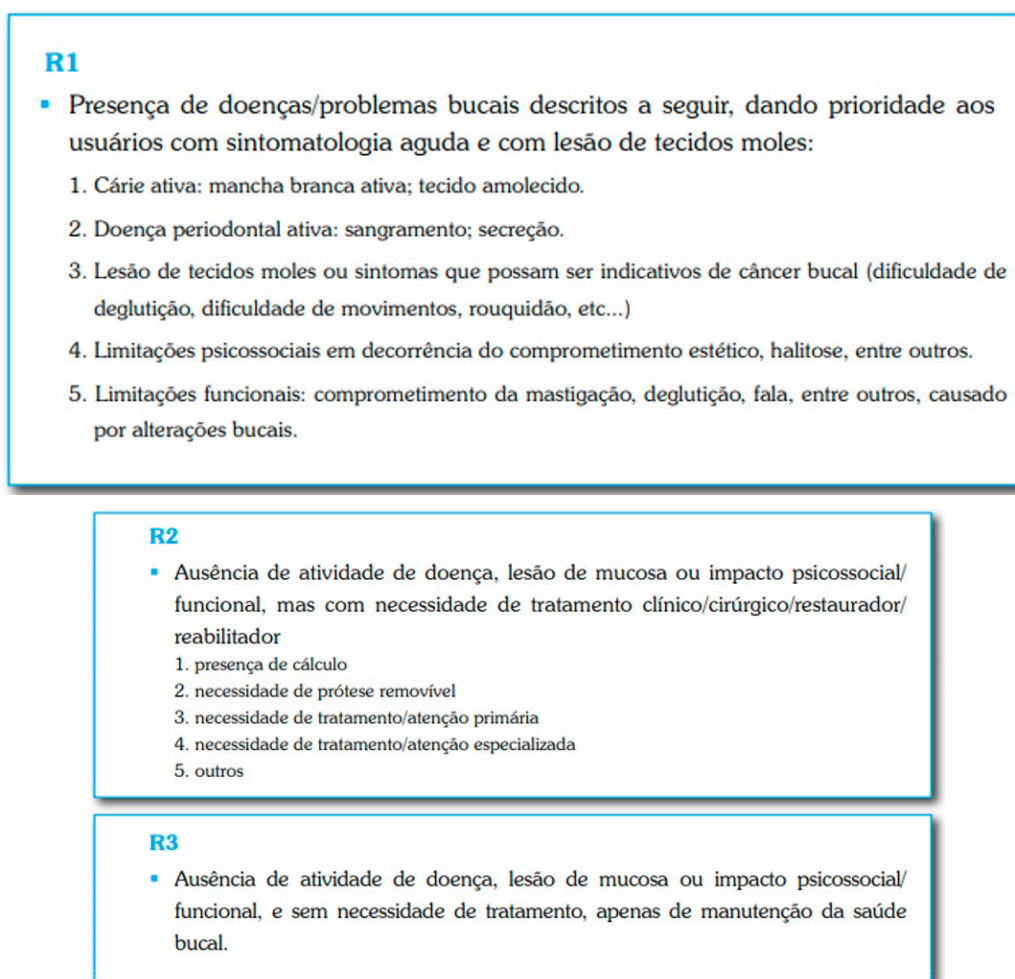 R1
▪ Presença de doenças/problemas bucais descritos a seguir, dando prioridade aos
usuários com sintomatologia aguda e com lesão de tecidos moles:
1. Cárie ativa: mancha branca ativa; tecido amolecido.
2. Doença periodontal ativa: sangramento; secreção.
3. Lesão de tecidos moles ou sintomas que possam ser indicativos de câncer bucal (dificuldade de
deglutição, dificuldade de movimentos, rouquidão, etc...)
4. Limitações psicossociais em decorrência do comprometimento estético, halitose, entre outros.
5. Limitações funcionais: comprometimento da mastigação, deglutição, fala, entre outros, causado
por alterações bucais.
R2
▪ Ausência de atividade de doença, lesão de mucosa ou impacto psicossocial/
funcional, mas com necessidade de tratamento clínico/cirúrgico/restaurador/
reabilitador
1. presença de cálculo
2. necessidade de prótese removível
3. necessidade de tratamento/atenção primária
4. necessidade de tratamento/atenção especializada
5. outros
R3
▪ Ausência de atividade de doença, lesão de mucosa ou impacto psicossocial/
funcional, e sem necessidade de tratamento, apenas de manutenção da saúde
bucal.